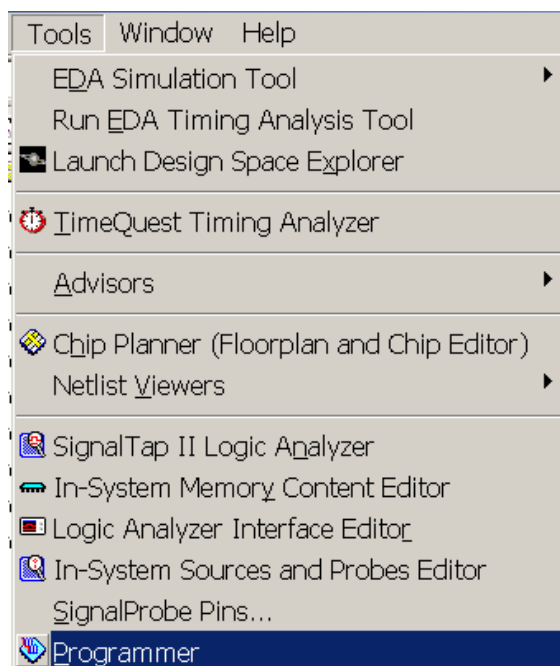 Tools Window Help
EDA Simulation Tool
Run EDA Timing Analysis Tool
Launch Design Space Explorer
TimeQuest Timing Analyzer
Advisors
Chip Planner (Floorplan and Chip Editor)
Netlist Viewers
SignalTap II Logic Analyzer
In-System Memory Content Editor
Logic Analyzer Interface Editor
In-System Sources and Probes Editor
SignalProbe Pins...
Programmer